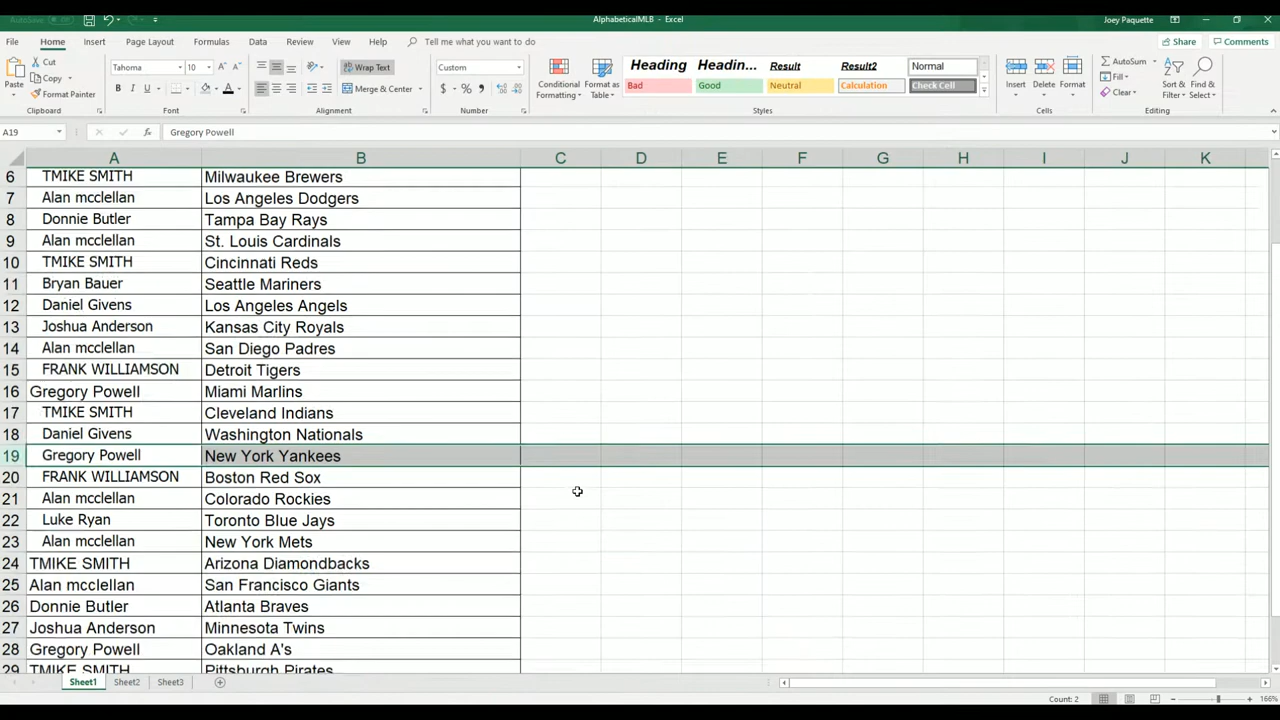 AutoSave
AlphabeticalMLB - Excel
Joey Paquette
File Home Insert Page Layout Formulas Data Review View Help Tell me what you want to do
Share Comments
Cut
Copy
Format Painter
Paste
Clipboard
Tahoma 10
B I U
Font
Wrap Text
Merge & Center
Alignment
Custom
$ % 9
Number
Conditional Formatting
Format as Table
Heading Headin... Result Result2 Normal
Bad Good Neutral Calculation Check Cell
Styles
Insert Delete Format
Cells
AutoSum
Fill
Clear
Sort & Filter
Find & Select
Editing
A19 fx Gregory Powell
A B C D E F G H I J K
6 TMIKE SMITH Milwaukee Brewers
7 Alan mcclellan Los Angeles Dodgers
8 Donnie Butler Tampa Bay Rays
9 Alan mcclellan St. Louis Cardinals
10 TMIKE SMITH Cincinnati Reds
11 Bryan Bauer Seattle Mariners
12 Daniel Givens Los Angeles Angels
13 Joshua Anderson Kansas City Royals
14 Alan mcclellan San Diego Padres
15 FRANK WILLIAMSON Detroit Tigers
16 Gregory Powell Miami Marlins
17 TMIKE SMITH Cleveland Indians
18 Daniel Givens Washington Nationals
19 Gregory Powell New York Yankees
20 FRANK WILLIAMSON Boston Red Sox
21 Alan mcclellan Colorado Rockies
22 Luke Ryan Toronto Blue Jays
23 Alan mcclellan New York Mets
24 TMIKE SMITH Arizona Diamondbacks
25 Alan mcclellan San Francisco Giants
26 Donnie Butler Atlanta Braves
27 Joshua Anderson Minnesota Twins
28 Gregory Powell Oakland A's
29 TMIKE SMITH Pittsburgh Pirates
Sheet1 Sheet2 Sheet3
Count: 2 166%